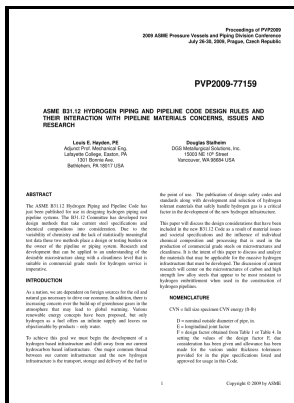 Proceedings of PVP2009
2009 ASME Pressure Vessels and Piping Division Conference
July 26-30, 2009, Prague, Czech Republic
PVP2009-77159
ASME B31.12 HYDROGEN PIPING AND PIPELINE CODE DESIGN RULES AND
THEIR INTERACTION WITH PIPELINE MATERIALS CONCERNS, ISSUES AND
RESEARCH
Louis E. Hayden, PE
Adjunct Prof. Mechanical Eng.
Lafayette College, Easton, PA
1301 Bonnie Ave.
Bethlehem, PA 18017 USA
Douglas Stalheim
DGS Metallurgical Solutions, Inc.
15003 NE 10th Street
Vancouver, WA 98684 USA
ABSTRACT
The ASME B31.12 Hydrogen Piping and Pipeline Code has
just been published for use in designing hydrogen piping and
pipeline systems. The B31.12 Committee has developed two
design methods that take current steel specifications and
chemical compositions into consideration. Due to the
variability of chemistry and the lack of statistically meaningful
test data these two methods place a design or testing burden on
the owner of the pipeline or piping system. Research and
development that can be applied to an understanding of the
desirable microstructure along with a cleanliness level that is
suitable in commercial grade steels for hydrogen service is
imperative.
INTRODUCTION
As a nation, we are dependent on foreign sources for the oil and
natural gas necessary to drive our economy. In addition, there is
increasing concern over the build up of greenhouse gases in the
atmosphere that may lead to global warming. Various
renewable energy concepts have been proposed, but only
hydrogen as a fuel offers an infinite supply and leaves no
objectionable by-products – only water.
To achieve this goal we must begin the development of a
hydrogen based infrastructure and shift away from our current
hydrocarbon based infrastructure. One major common thread
between our current infrastructure and the new hydrogen
infrastructure is the transport, storage and delivery of the fuel to
the point of use. The publication of design safety codes and
standards along with development and selection of hydrogen
tolerant materials that safely handle hydrogen gas is a critical
factor to the development of the new hydrogen infrastructure.
This paper will discuss the design considerations that have been
included in the new B31.12 Code as a result of material issues
and societal specifications and the influence of individual
chemical components and processing that is used in the
production of commercial grade steels on microstructures and
cleanliness. It is the intent of this paper to discuss and analyze
the materials that may be applicable for the massive hydrogen
infrastructure that must be developed. The discussion of current
research will center on the microstructures of carbon and high
strength low alloy steels that appear to be most resistant to
hydrogen embrittlement when used in the construction of
hydrogen pipelines.
NOMENCLATURE
CVN = full size specimen CVN energy (ft-lb)
D = nominal outside diameter of pipe, in.
E = longitudinal joint factor
F = design factor obtained from Table 1 or Table 4. In
setting the values of the design factor F, due
consideration has been given and allowance has been
made for the various under thickness tolerances
provided for in the pipe specifications listed and
approved for usage in this Code.
1
Copyright © 2009 by ASME